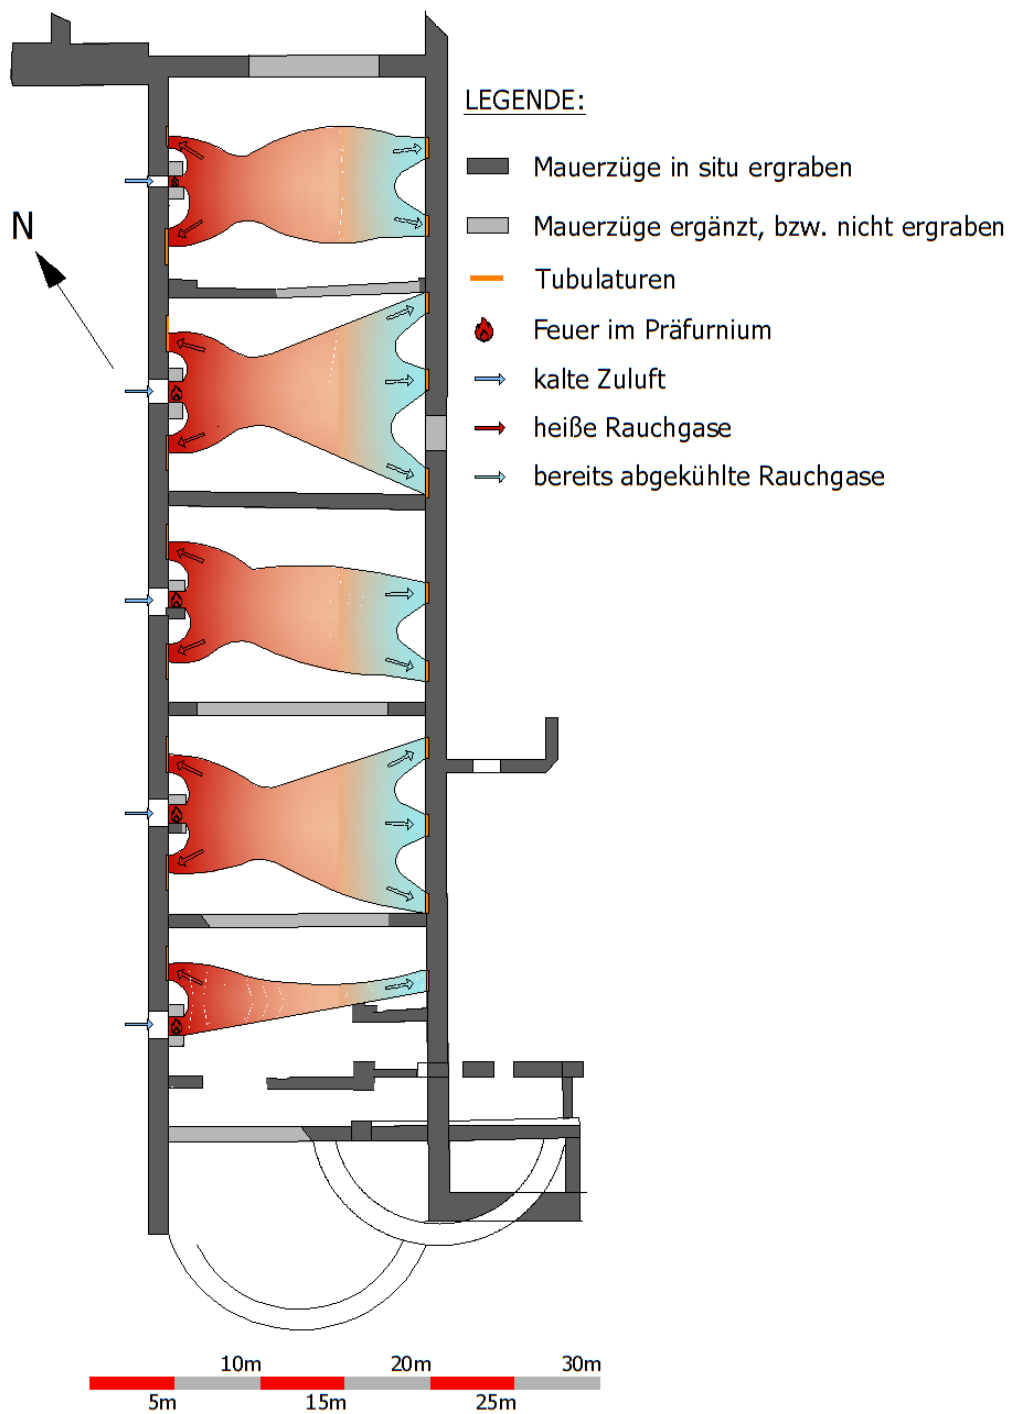 LEGENDE:
Mauerzüge in situ ergraben
N
Mauerzüge ergänzt, bzw. nicht ergraben
Tubulaturen
Feuer im Präfurnium
kalte Zuluft
heiße Rauchgase
bereits abgekühlte Rauchgase
10m 20m 30m
5m 15m 25m